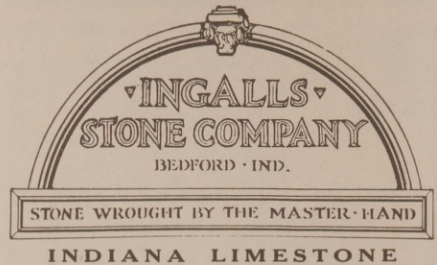 ▾INGALLS▾
STONE COMPANY
BEDFORD · IND.
STONE WROUGHT BY THE MASTER · HAND
INDIANA LIMESTONE